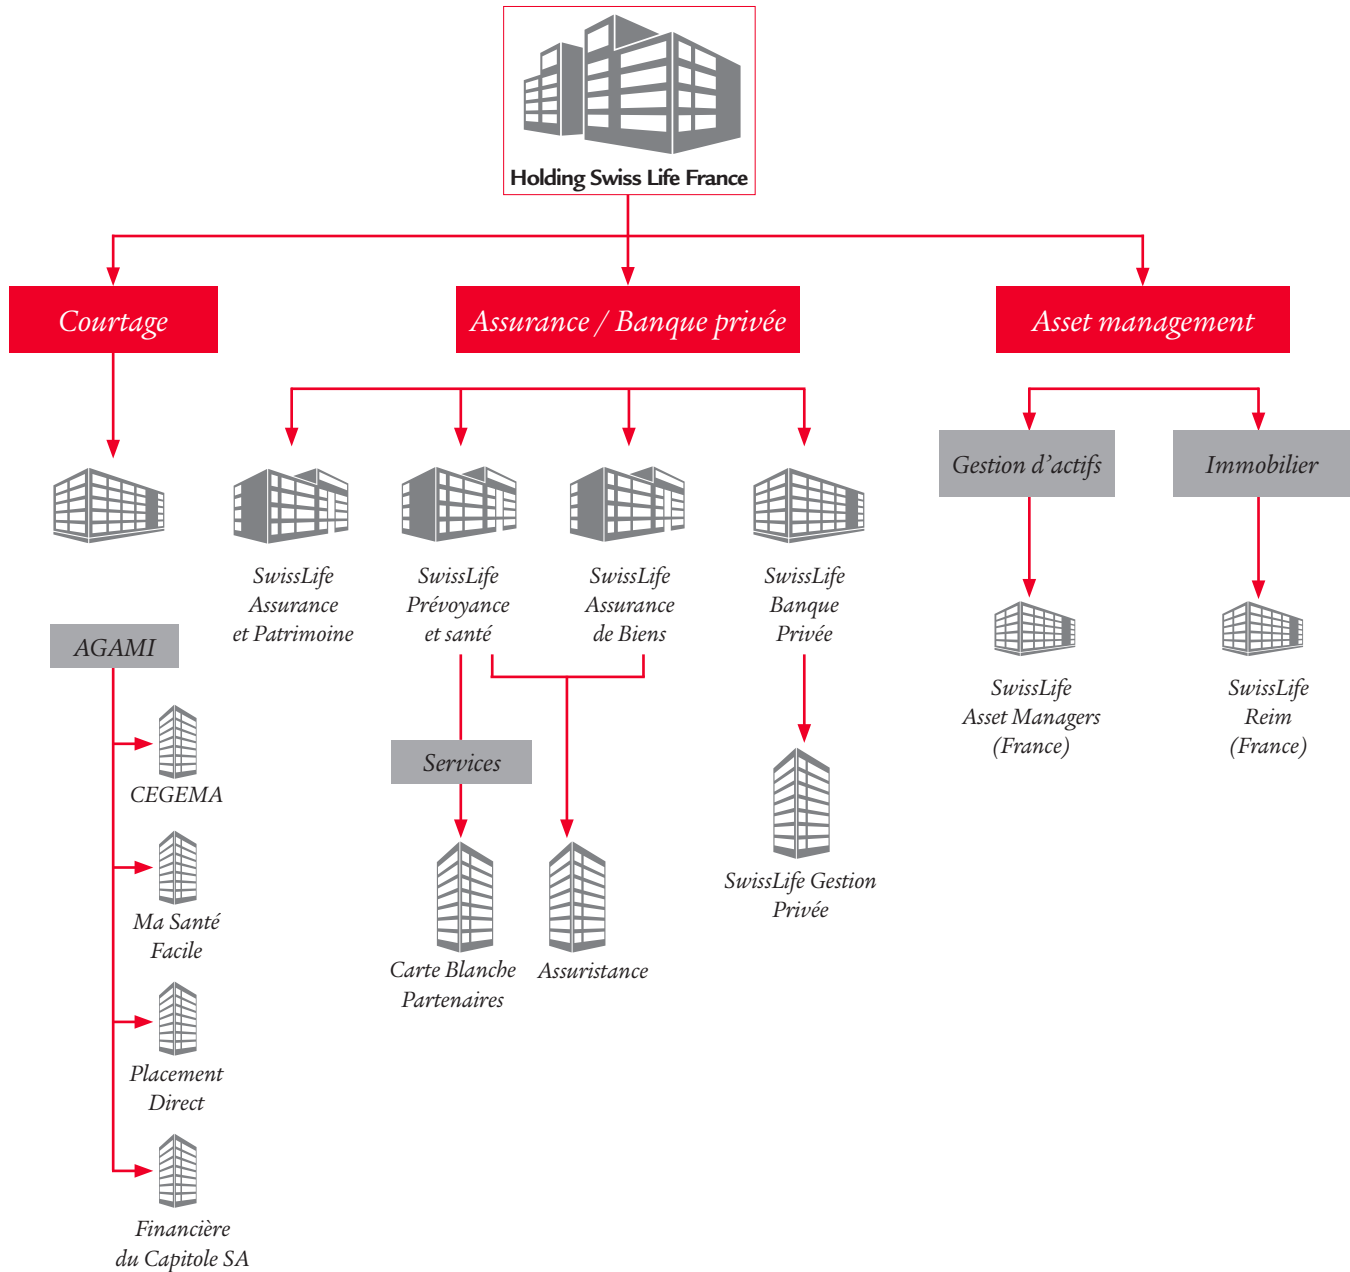 Holding Swiss Life France
Courtage
Assurance / Banque privée
Asset management
Gestion d’actifs
Immobilier
SwissLife
Assurance
et Patrimoine
SwissLife
Prévoyance
et santé
SwissLife
Assurance
de Biens
SwissLife
Banque
Privée
AGAMI
CEGEMA
Ma Santé
Facile
Placement
Direct
Financière
du Capitole SA
Services
Carte Blanche
Partenaires
Assuristance
SwissLife Gestion
Privée
SwissLife
Asset Managers
(France)
SwissLife
Reim
(France)